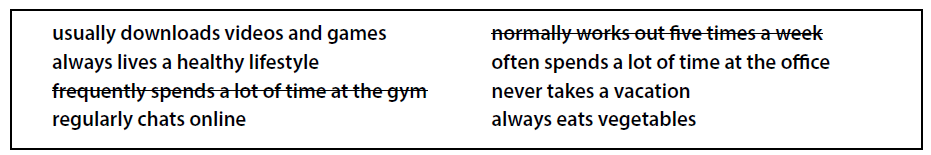 usually downloads videos and games
always lives a healthy lifestyle
frequently spends a lot of time at the gym
regularly chats online
normally works out five times a week
often spends a lot of time at the office
never takes a vacation
always eats vegetables